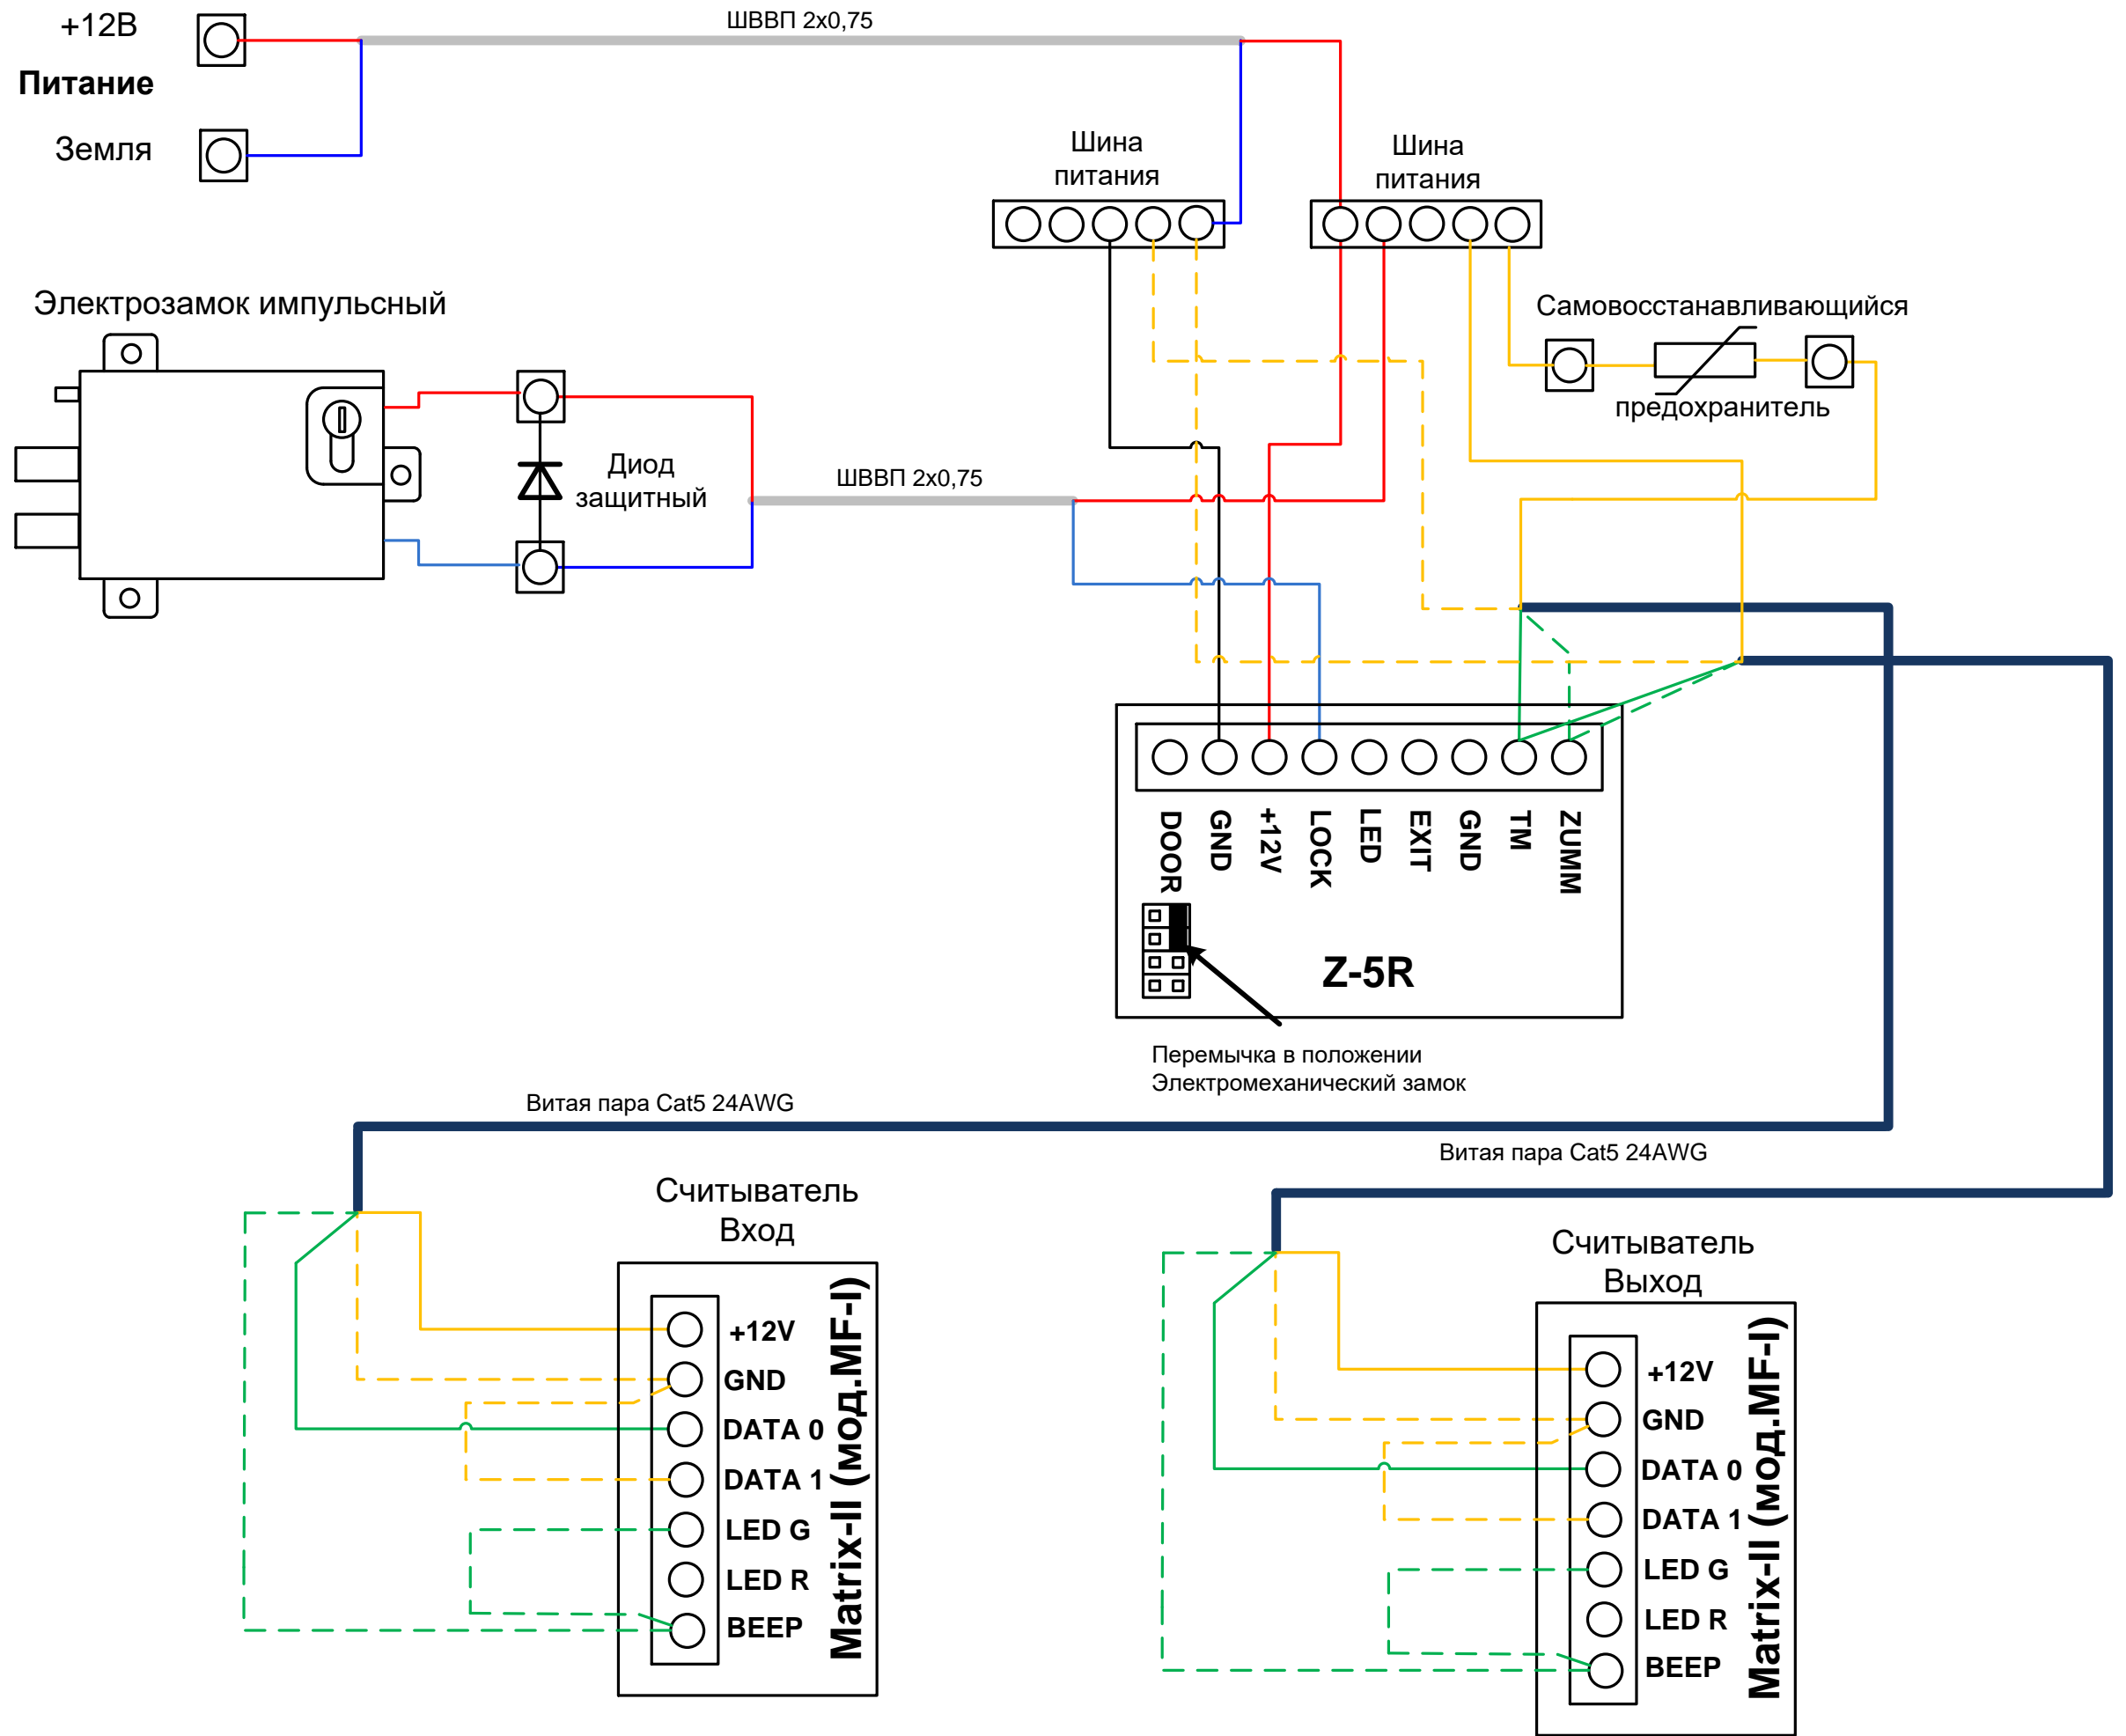 +12В
ШВВП 2х0,75
Питание
Земля
Шина
питания
Шина
питания
Электрозамок импульсный
Самовосстанавливающийся
предохранитель
Диод
защитный
ШВВП 2х0,75
DOOR
GND
+12V
LOCK
LED
EXIT
GND
TM
ZUMM
Z-5R
Перемычка в положении
Электромеханический замок
Витая пара Cat5 24AWG
Витая пара Cat5 24AWG
Считыватель
Вход
+12V
GND
DATA 0
DATA 1
LED G
LED R
BEEP
Matrix-II (мод.MF-I)
Считыватель
Выход
+12V
GND
DATA 0
DATA 1
LED G
LED R
BEEP
Matrix-II (мод.MF-I)